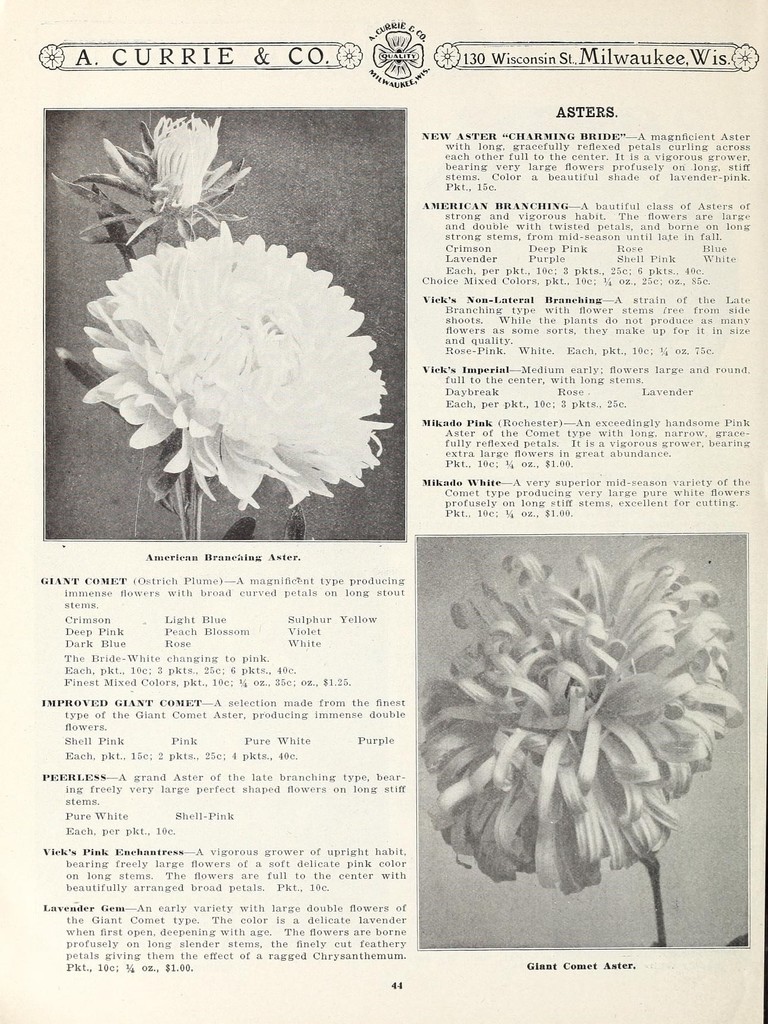 A. CURRIE & CO.
A. CURRIE & CO.
QUALITY
MILWAUKEE, WIS.
130 Wisconsin St., Milwaukee, Wis.
American Branching Aster.
GIANT COMET (Ostrich Plume)—A magnificent type producing
immense flowers with broad curved petals on long stout
stems.
Crimson Light Blue Sulphur Yellow
Deep Pink Peach Blossom Violet
Dark Blue Rose White
The Bride-White changing to pink.
Each, pkt., 10c; 3 pkts., 25c; 6 pkts., 40c.
Finest Mixed Colors, pkt., 10c; ¼ oz., 35c; oz., $1.25.
IMPROVED GIANT COMET—A selection made from the finest
type of the Giant Comet Aster, producing immense double
flowers.
Shell Pink Pink Pure White Purple
Each, pkt., 15c; 2 pkts., 25c; 4 pkts., 40c.
PEERLESS—A grand Aster of the late branching type, bear-
ing freely very large perfect shaped flowers on long stiff
stems.
Pure White Shell-Pink
Each, per pkt., 10c.
Vick's Pink Enchantress—A vigorous grower of upright habit,
bearing freely large flowers of a soft delicate pink color
on long stems. The flowers are full to the center with
beautifully arranged broad petals. Pkt., 10c.
Lavender Gem—An early variety with large double flowers of
the Giant Comet type. The color is a delicate lavender
when first open, deepening with age. The flowers are borne
profusely on long slender stems, the finely cut feathery
petals giving them the effect of a ragged Chrysanthemum.
Pkt., 10c; ¼ oz., $1.00.
ASTERS.
NEW ASTER "CHARMING BRIDE"—A magnficient Aster
with long, gracefully reflexed petals curling across
each other full to the center. It is a vigorous grower,
bearing very large flowers profusely on long, stiff
stems. Color a beautiful shade of lavender-pink.
Pkt., 15c.
AMERICAN BRANCHING—A bautiful class of Asters of
strong and vigorous habit. The flowers are large
and double with twisted petals, and borne on long
strong stems, from mid-season until late in fall.
Crimson Deep Pink Rose Blue
Lavender Purple Shell Pink White
Each, per pkt., 10c; 3 pkts., 25c; 6 pkts., 40c.
Choice Mixed Colors, pkt., 10c; ¼ oz., 25c; oz., 85c.
Vick's Non-Lateral Branching—A strain of the Late
Branching type with flower stems free from side
shoots. While the plants do not produce as many
flowers as some sorts, they make up for it in size
and quality.
Rose-Pink. White. Each, pkt., 10c; ¼ oz. 75c.
Vick's Imperial—Medium early; flowers large and round,
full to the center, with long stems.
Daybreak Rose Lavender
Each, per pkt., 10c; 3 pkts., 25c.
Mikado Pink (Rochester)—An exceedingly handsome Pink
Aster of the Comet type with long, narrow, grace-
fully reflexed petals. It is a vigorous grower, bearing
extra large flowers in great abundance.
Pkt., 10c; ¼ oz., $1.00.
Mikado White—A very superior mid-season variety of the
Comet type producing very large pure white flowers
profusely on long stiff stems, excellent for cutting.
Pkt., 10c; ¼ oz., $1.00.
Giant Comet Aster.
44